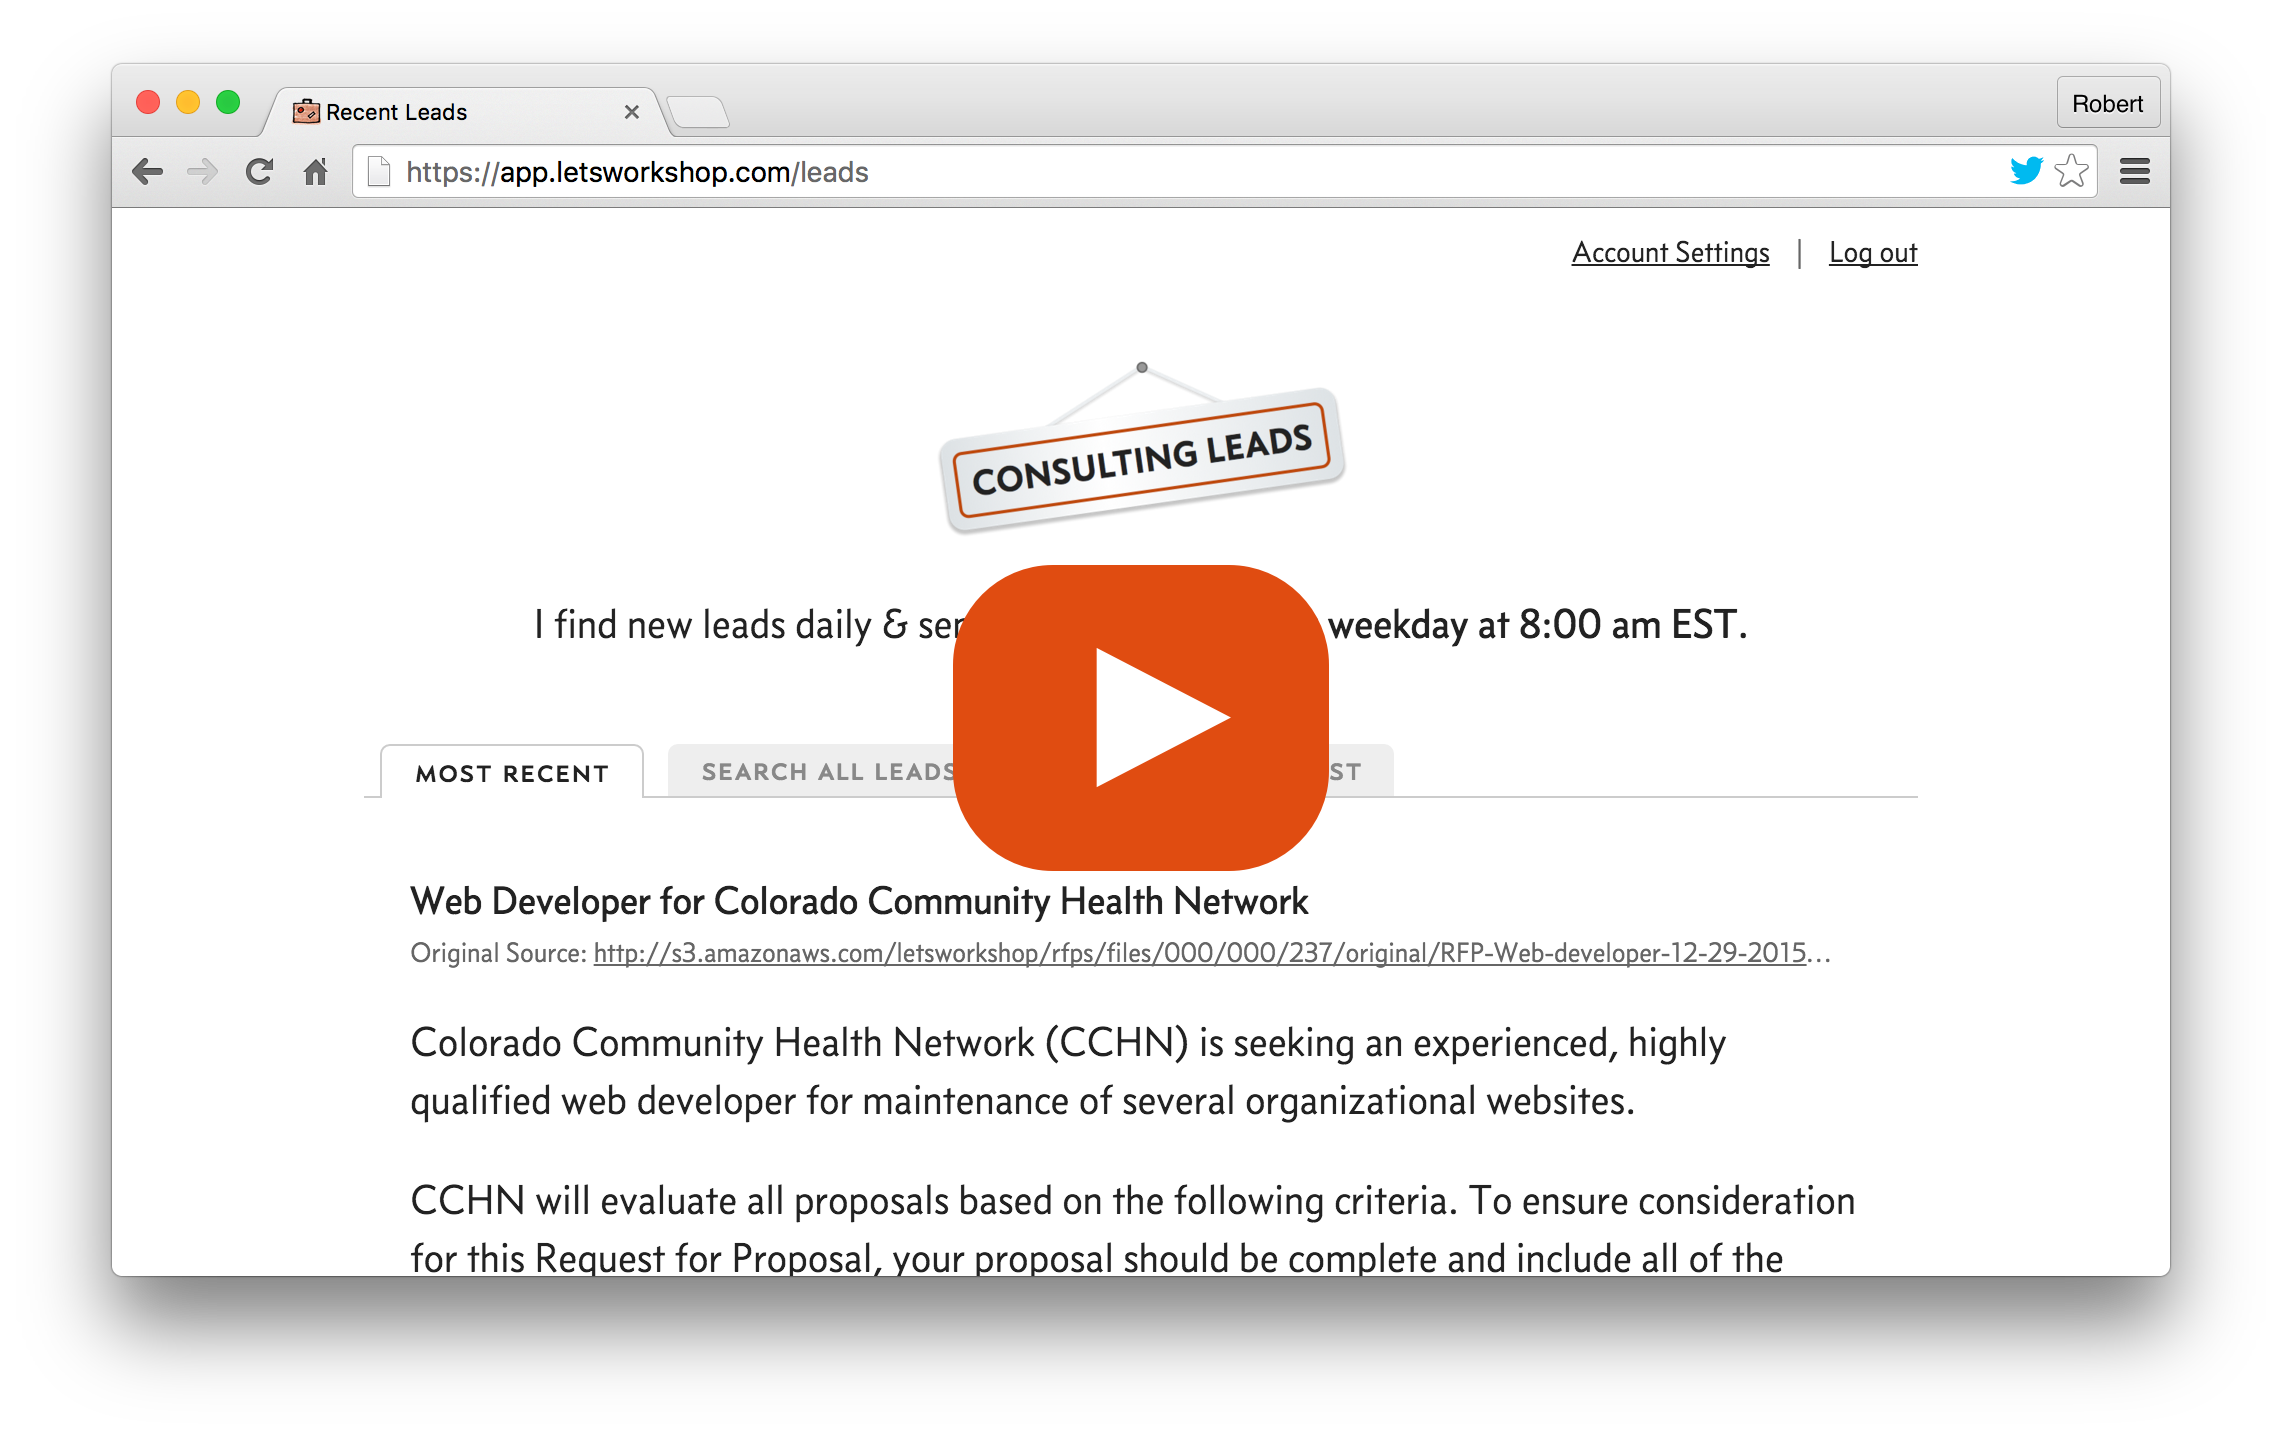 Recent Leads
Robert
https://app.letsworkshop.com/leads
Account Settings | Log out
CONSULTING LEADS
I find new leads daily & weekday at 8:00 am EST.
MOST RECENT SEARCH ALL LEADS
Web Developer for Colorado Community Health Network
Original Source: http://s3.amazonaws.com/letsworkshop/rfps/files/000/000/237/original/RFP-Web-developer-12-29-2015...
Colorado Community Health Network (CCHN) is seeking an experienced, highly
qualified web developer for maintenance of several organizational websites.
CCHN will evaluate all proposals based on the following criteria. To ensure consideration
for this Request for Proposal, your proposal should be complete and include all of the